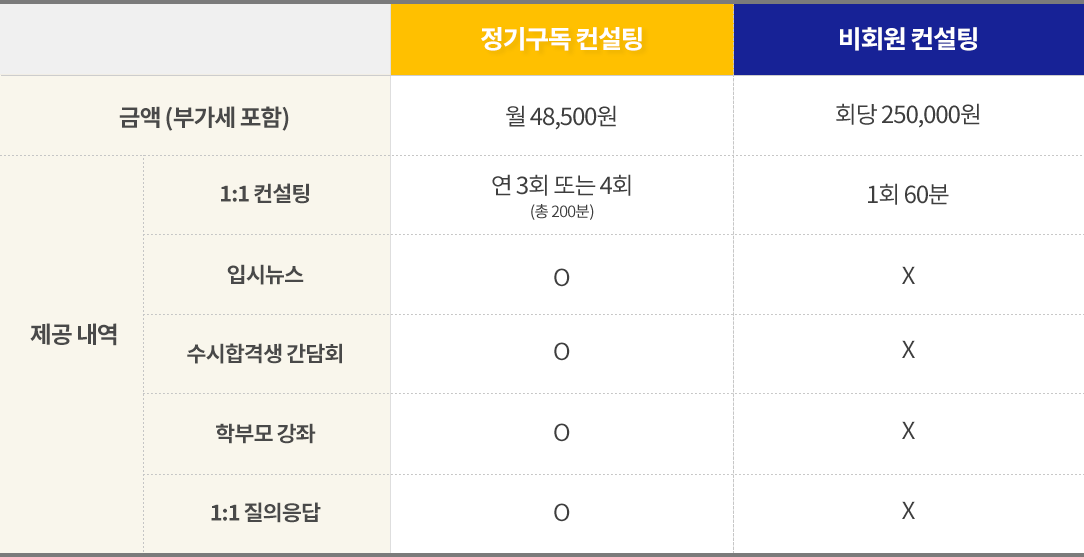 정기구독 컨설팅
비회원 컨설팅
금액 (부가세 포함)
월 48,500원
회당 250,000원
제공 내역
1:1 컨설팅
연 3회 또는 4회
(총 200분)
1회 60분
입시뉴스
O
X
수시합격생 간담회
O
X
학부모 강좌
O
X
1:1 질의응답
O
X